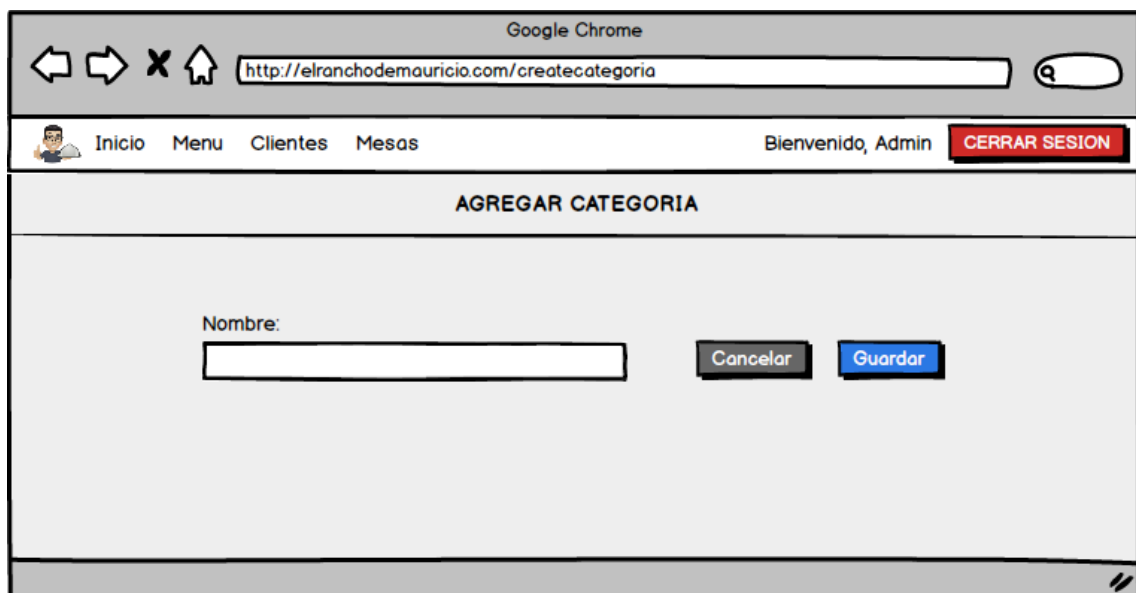 Google Chrome
http://elranchodemauricio.com/createcategoria
Inicio Menu Clientes Mesas Bienvenido, Admin CERRAR SESION
AGREGAR CATEGORIA
Nombre:
Cancelar Guardar